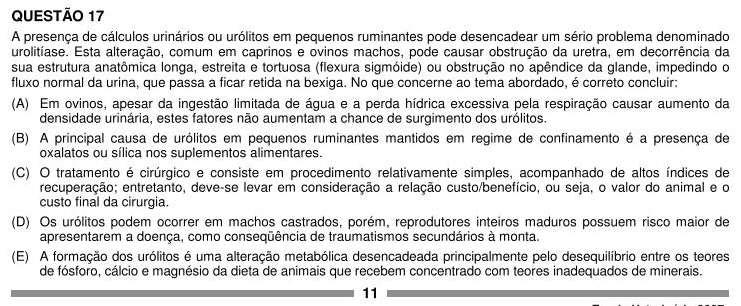 QUESTÃO 17
A presença de cálculos urinários ou urólitos em pequenos ruminantes pode desencadear um sério problema denominado
urolitíase. Esta alteração, comum em caprinos e ovinos machos, pode causar obstrução da uretra, em decorrência da
sua estrutura anatômica longa, estreita e tortuosa (flexura sigmóide) ou obstrução no apêndice da glande, impedindo o
fluxo normal da urina, que passa a ficar retida na bexiga. No que concerne ao tema abordado, é correto concluir:
(A) Em ovinos, apesar da ingestão limitada de água e a perda hídrica excessiva pela respiração causar aumento da
densidade urinária, estes fatores não aumentam a chance de surgimento dos urólitos.
(B) A principal causa de urólitos em pequenos ruminantes mantidos em regime de confinamento é a presença de
oxalatos ou sílica nos suplementos alimentares.
(C) O tratamento é cirúrgico e consiste em procedimento relativamente simples, acompanhado de altos índices de
recuperação; entretanto, deve-se levar em consideração a relação custo/benefício, ou seja, o valor do animal e o
custo final da cirurgia.
(D) Os urólitos podem ocorrer em machos castrados, porém, reprodutores inteiros maduros possuem risco maior de
apresentarem a doença, como conseqüência de traumatismos secundários à monta.
(E) A formação dos urólitos é uma alteração metabólica desencadeada principalmente pelo desequilíbrio entre os teores
de fósforo, cálcio e magnésio da dieta de animais que recebem concentrado com teores inadequados de minerais.
11